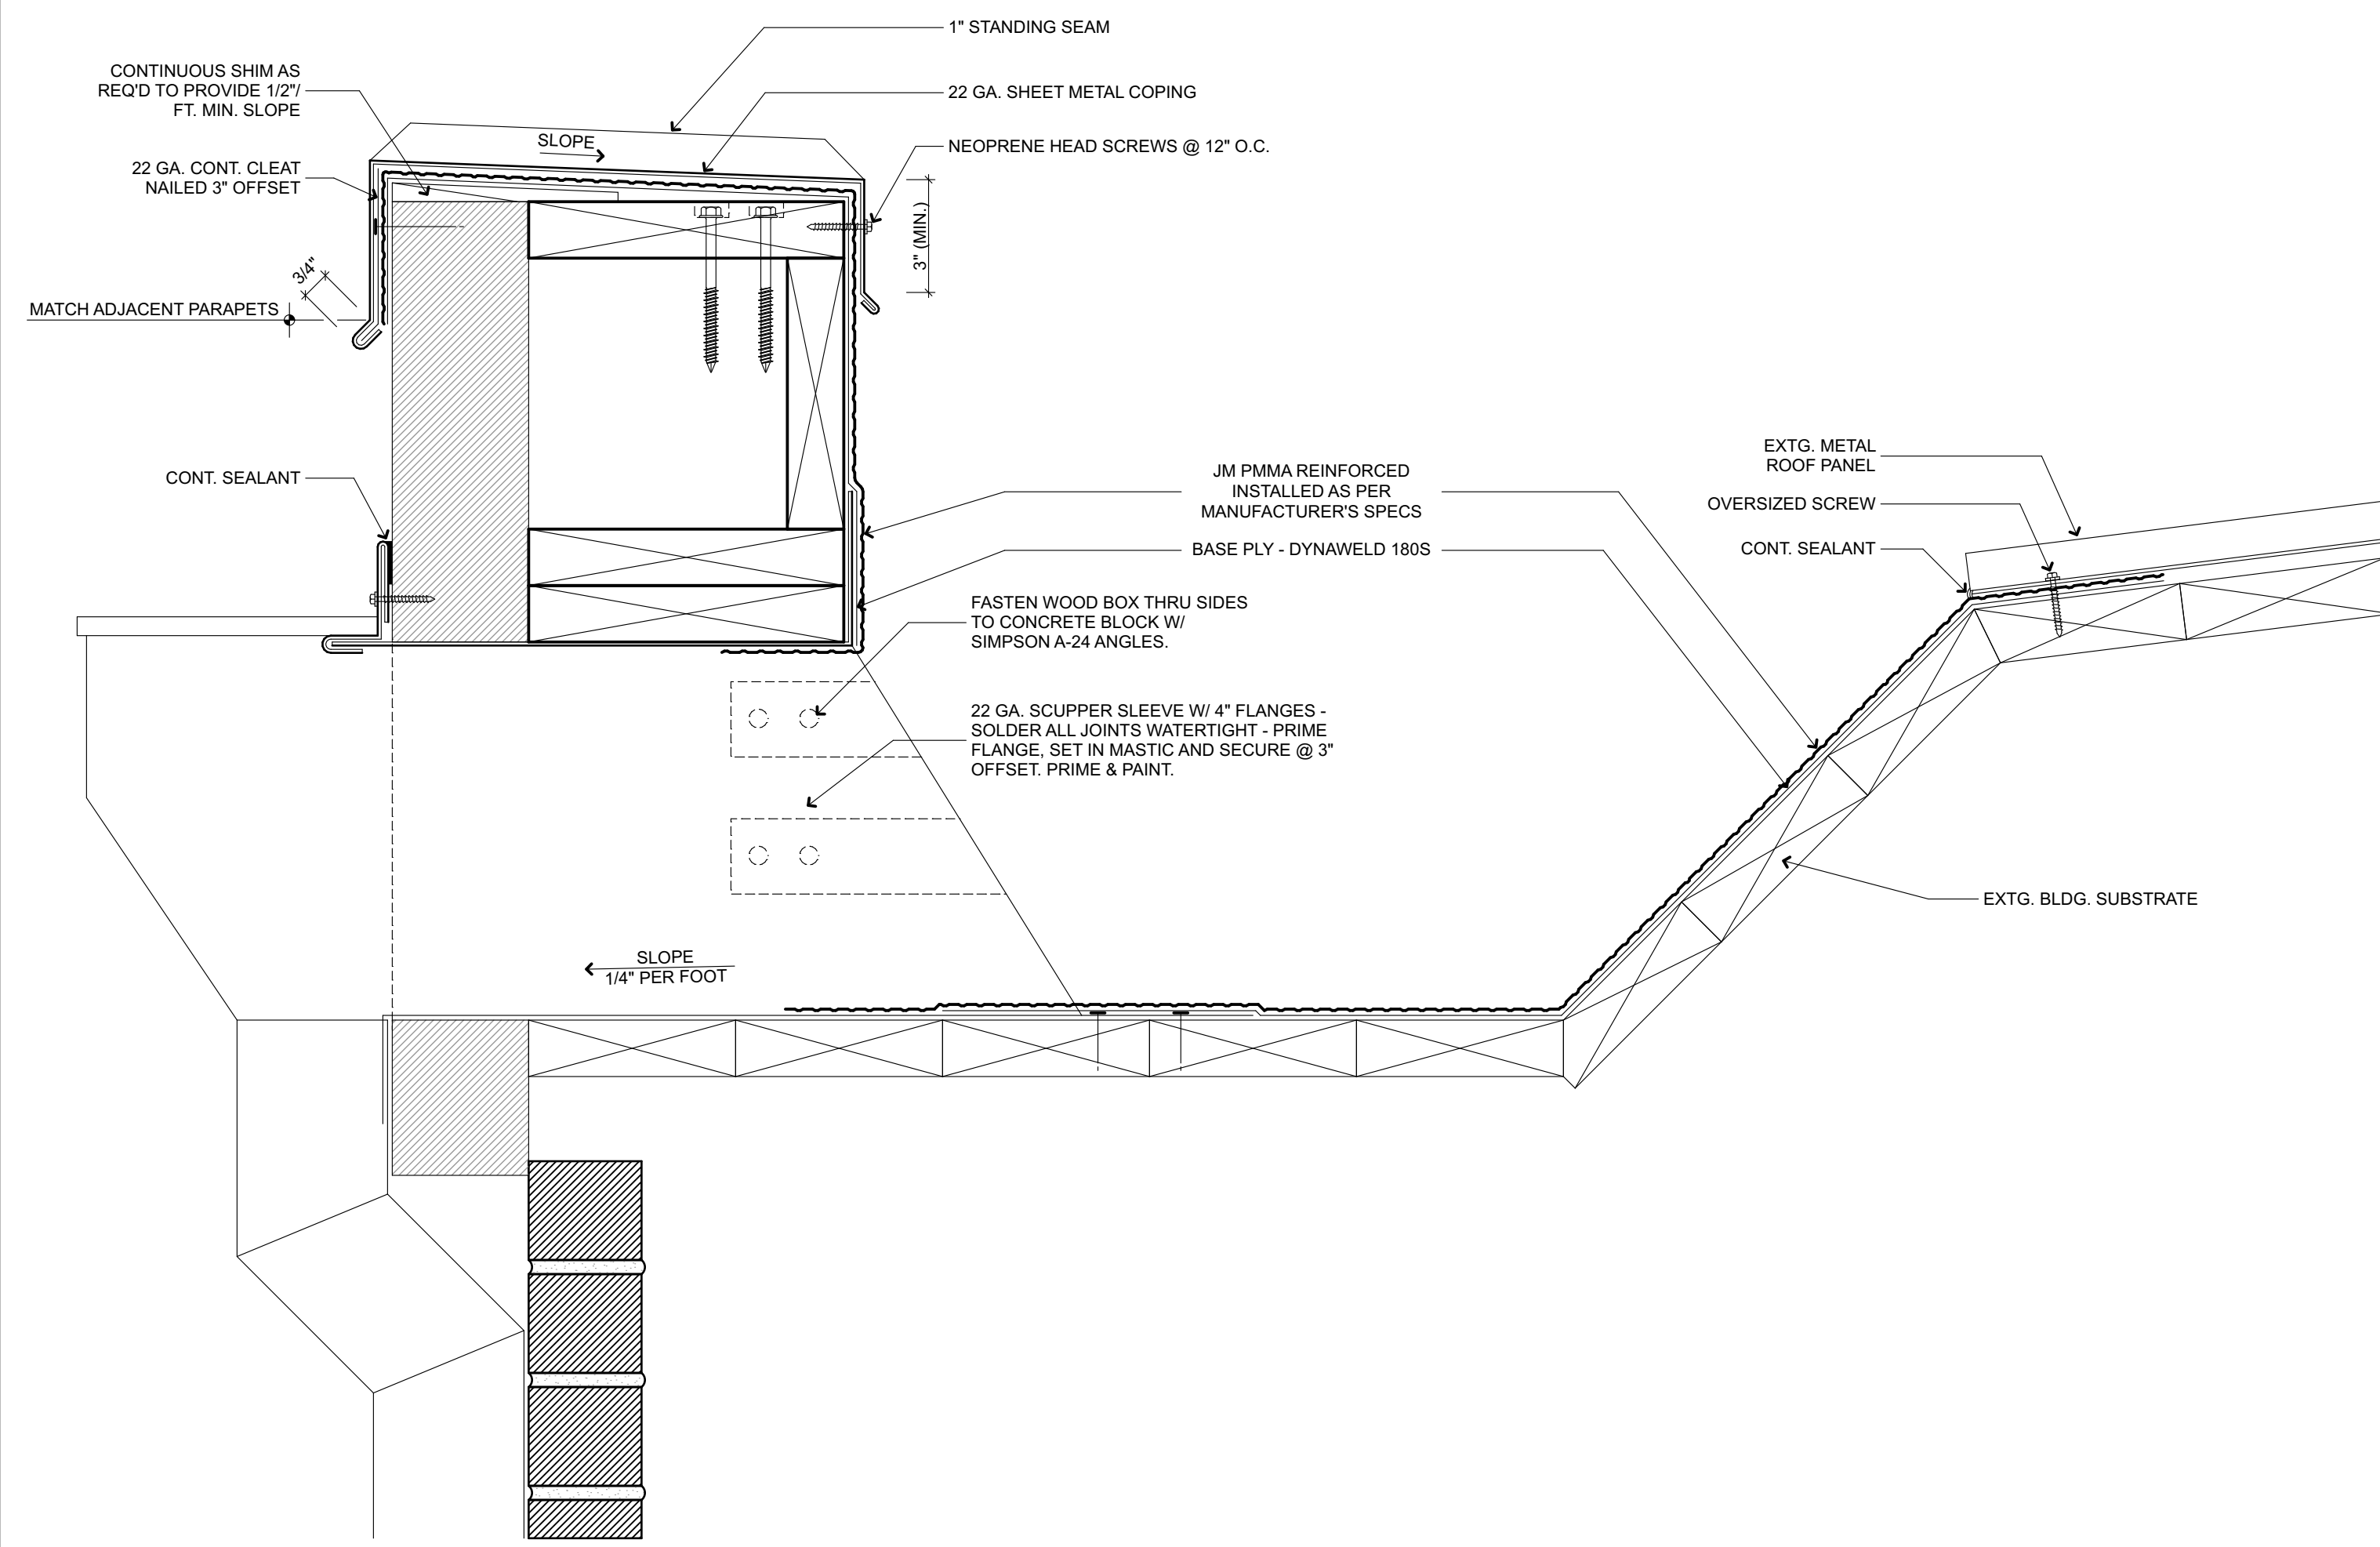 1" STANDING SEAM
CONTINUOUS SHIM AS
REQ'D TO PROVIDE 1/2"/
FT. MIN. SLOPE
22 GA. SHEET METAL COPING
SLOPE
NEOPRENE HEAD SCREWS @ 12" O.C.
22 GA. CONT. CLEAT
NAILED 3" OFFSET
3" (MIN.)
3/4"
MATCH ADJACENT PARAPETS
CONT. SEALANT
JM PMMA REINFORCED
INSTALLED AS PER
MANUFACTURER'S SPECS
BASE PLY - DYNAWELD 180S
EXTG. METAL
ROOF PANEL
OVERSIZED SCREW
CONT. SEALANT
FASTEN WOOD BOX THRU SIDES
TO CONCRETE BLOCK W/
SIMPSON A-24 ANGLES.
22 GA. SCUPPER SLEEVE W/ 4" FLANGES -
SOLDER ALL JOINTS WATERTIGHT - PRIME
FLANGE, SET IN MASTIC AND SECURE @ 3"
OFFSET. PRIME & PAINT.
EXTG. BLDG. SUBSTRATE
SLOPE
1/4" PER FOOT